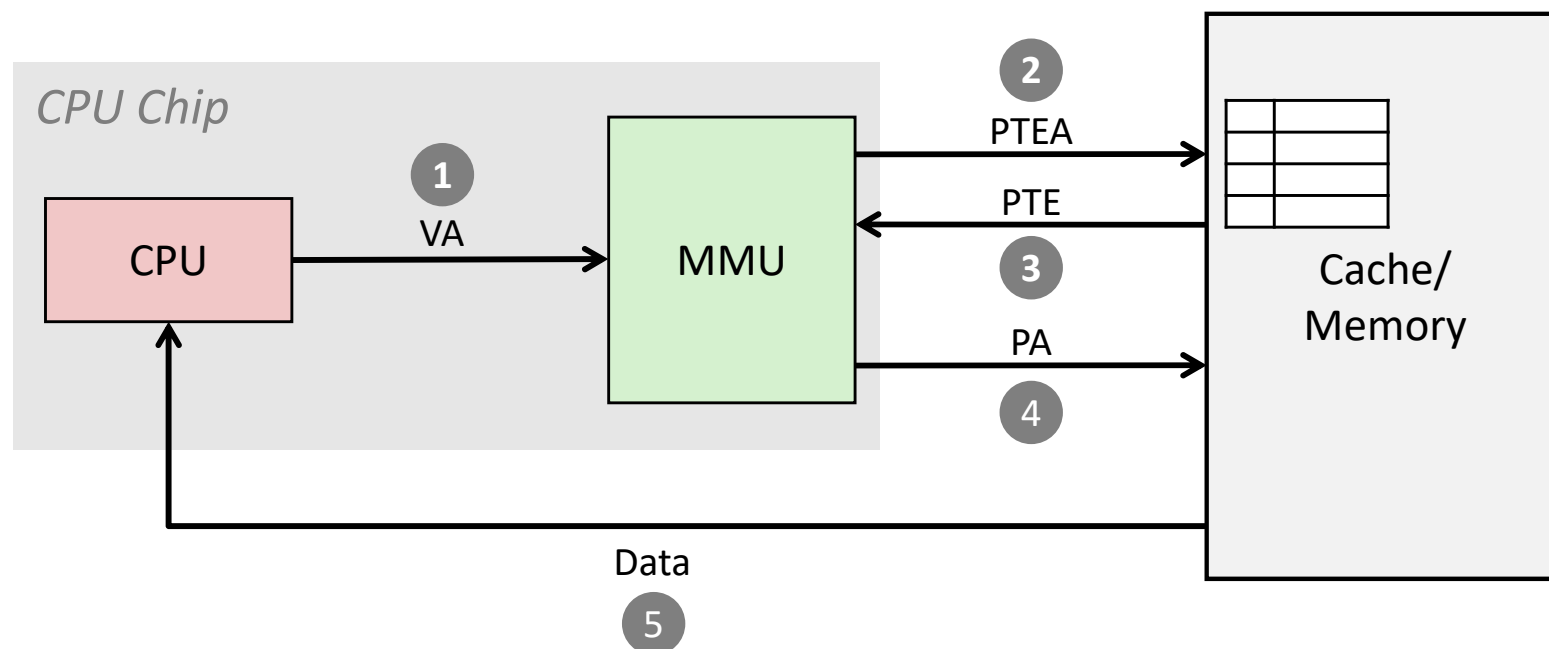 CPU Chip
1
VA
CPU
MMU
2
PTEA
PTE
3
PA
4
Cache/
Memory
Data
5